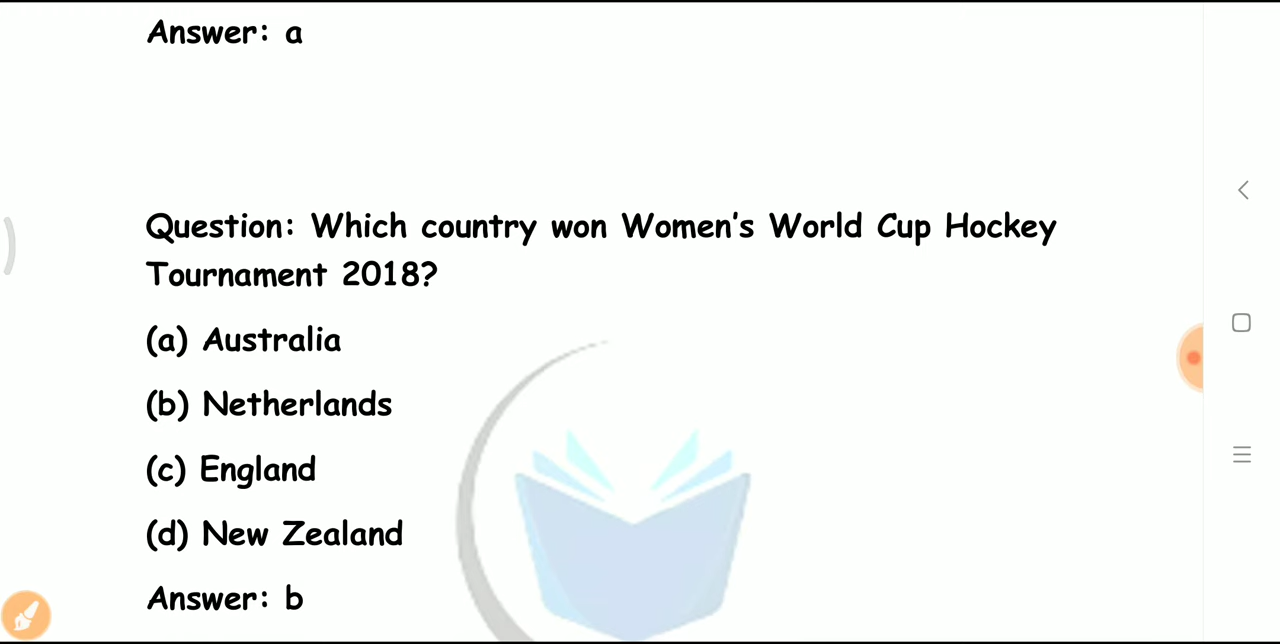 Answer: a
Question: Which country won Women's World Cup Hockey
Tournament 2018?
(a) Australia
(b) Netherlands
(c) England
(d) New Zealand
Answer: b